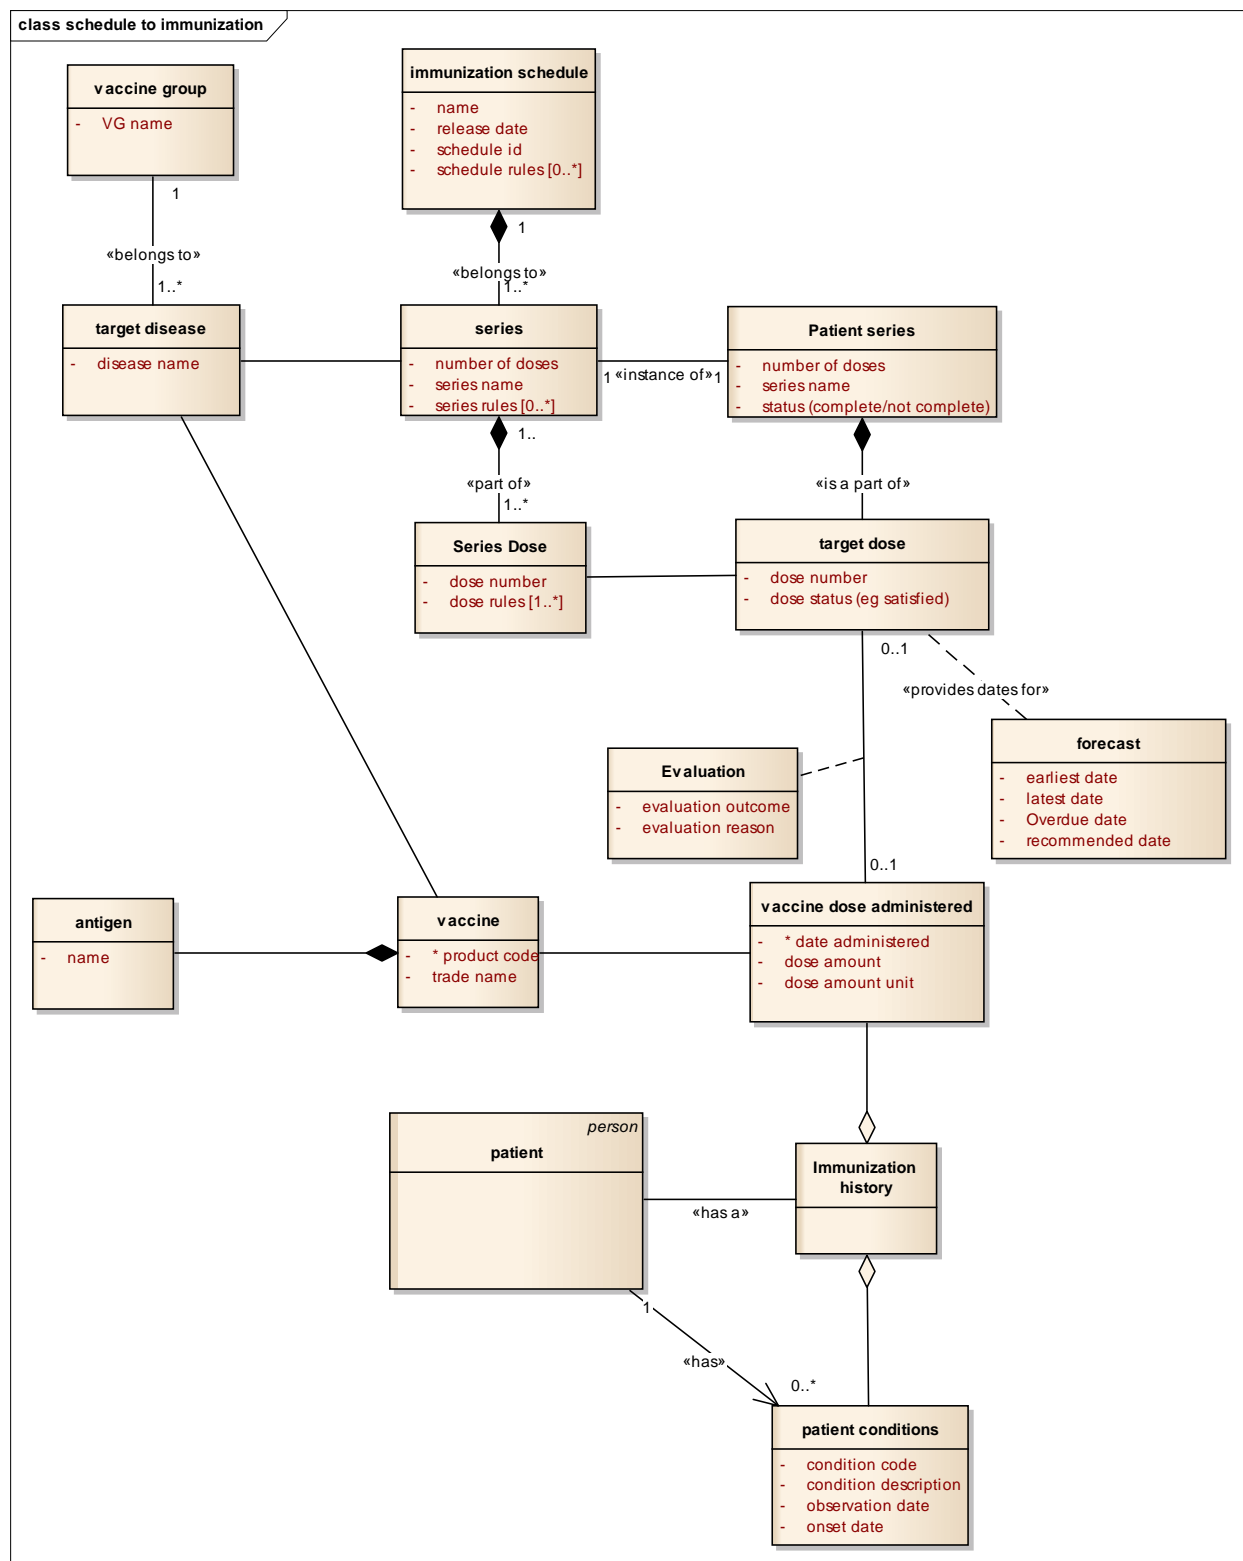 class schedule to immunization
vaccine group
- VG name
immunization schedule
- name
- release date
- schedule id
- schedule rules [0..*]
1
1
«belongs to»
«belongs to»
1..*
1..*
target disease
- disease name
series
- number of doses
- series name
- series rules [0..*]
1 «instance of» 1
Patient series
- number of doses
- series name
- status (complete/not complete)
1..
«part of»
1..*
«is a part of»
Series Dose
- dose number
- dose rules [1..*]
target dose
- dose number
- dose status (eg satisfied)
0..1
«provides dates for»
forecast
- earliest date
- latest date
- Overdue date
- recommended date
Evaluation
- evaluation outcome
- evaluation reason
0..1
antigen
- name
vaccine
- * product code
- trade name
vaccine dose administered
- * date administered
- dose amount
- dose amount unit
person
patient
«has a»
Immunization
history
1
«has»
0..*
patient conditions
- condition code
- condition description
- observation date
- onset date